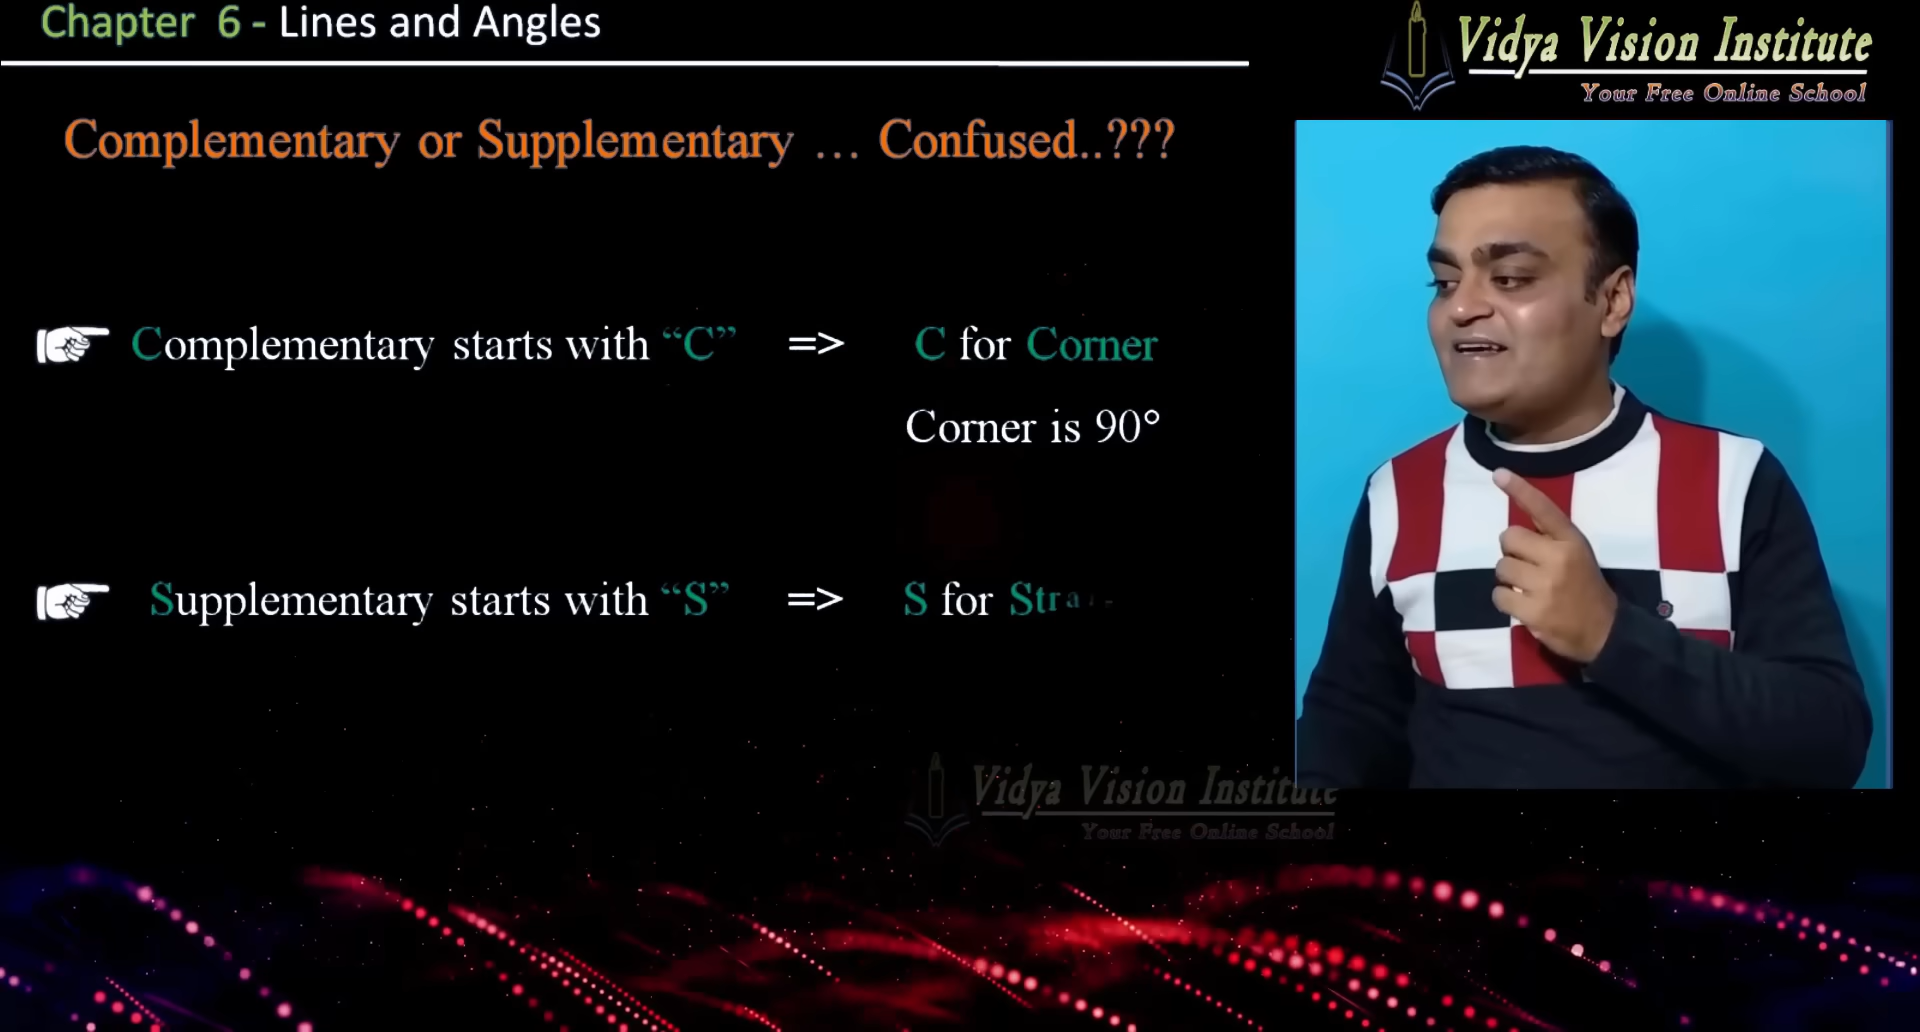 Chapter 6 - Lines and Angles
Vidya Vision Institute
Your Free Online School
Complementary or Supplementary ... Confused..???
Complementary starts with “C” => C for Corner
Corner is 90°
Supplementary starts with “S” => S for
Vidya Vision Institute
Your Free Online School